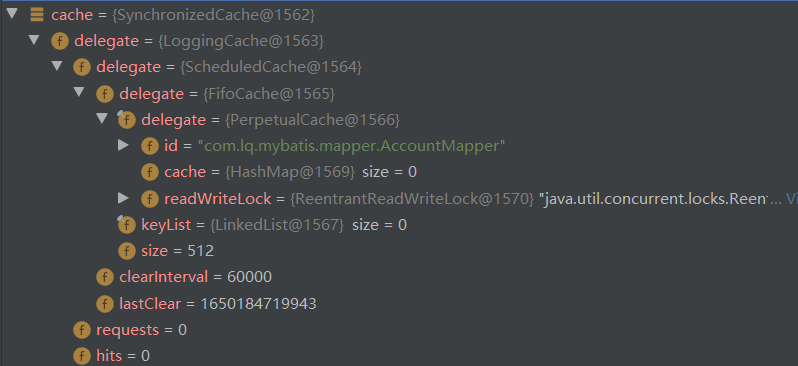 cache = {SynchronizedCache@1562}
f delegate = {LoggingCache@1563}
f delegate = {ScheduledCache@1564}
f delegate = {FifoCache@1565}
f delegate = {PerpetualCache@1566}
f id = "com.lq.mybatis.mapper.AccountMapper"
f cache = {HashMap@1569} size = 0
f readWriteLock = {ReentrantReadWriteLock@1570} "java.util.concurrent.locks.Reent... Vi
f keyList = {LinkedList@1567} size = 0
f size = 512
f clearInterval = 60000
f lastClear = 1650184719943
f requests = 0
f hits = 0